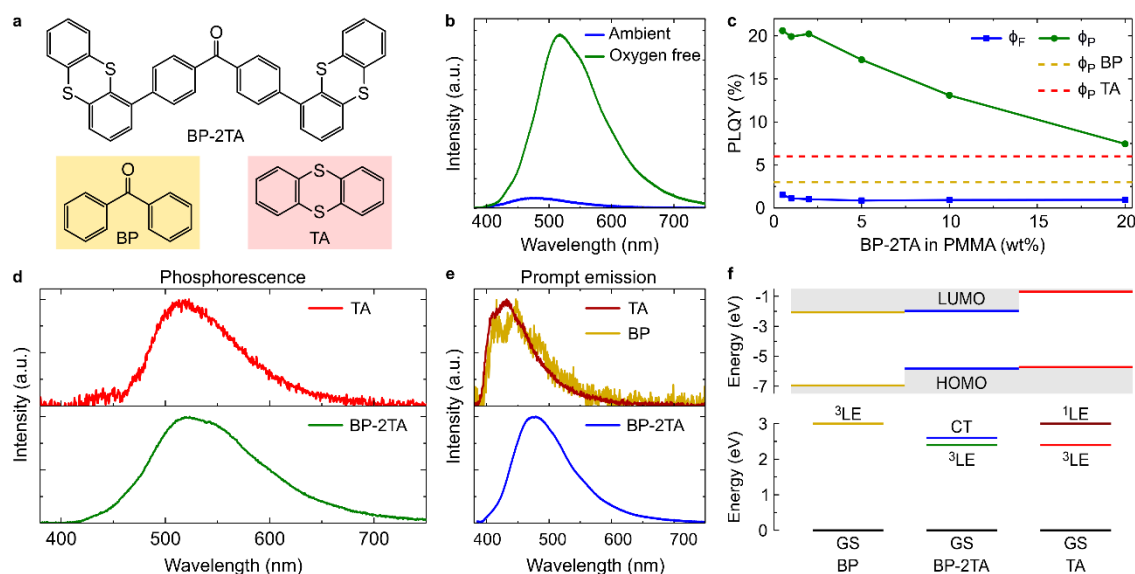 a
O
S
S
S
S
BP-2TA
O
BP
S
S
TA
b
Ambient
Oxygen free
Intensity (a.u.)
400 500 600 700
Wavelength (nm)
c
ϕF ϕP
ϕP BP
ϕP TA
PLQY (%)
20
15
10
5
0
0 5 10 15 20
BP-2TA in PMMA (wt%)
d Phosphorescence
TA
BP-2TA
Intensity (a.u.)
400 500 600 700
Wavelength (nm)
e Prompt emission
TA
BP
BP-2TA
Intensity (a.u.)
400 500 600 700
Wavelength (nm)
f
Energy (eV)
-1
-3
-5
-7
LUMO
HOMO
Energy (eV)
3
2
1
0
3LE
CT
3LE
1LE
3LE
GS GS GS
BP BP-2TA TA